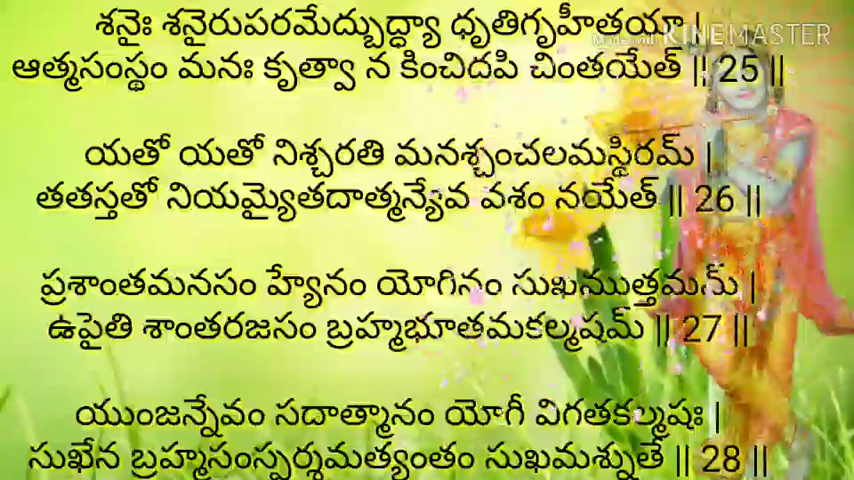 శనైః శనైరుపరమేద్బుద్ధ్యా ధృతిగృహీతయా |
Made with KINEMASTER
ఆత్మసంస్థం మనః కృత్వా న కించిదపి చింతయేత్ || 25 ||
యతో యతో నిశ్చరతి మనశ్చంచలమస్థిరమ్ |
తతస్తతో నియమ్యైతదాత్మన్యేవ వశం నయేత్ || 26 ||
ప్రశాంతమనసం హ్యేనం యోగినం సుఖముత్తమమ్ |
ఉపైతి శాంతరజసం బ్రహ్మభూతమకల్మషమ్ || 27 ||
యుంజన్నేవం సదాత్మానం యోగీ విగతకల్మషః |
సుఖేన బ్రహ్మసంస్పర్శమత్యంతం సుఖమశ్నుతే || 28 ||